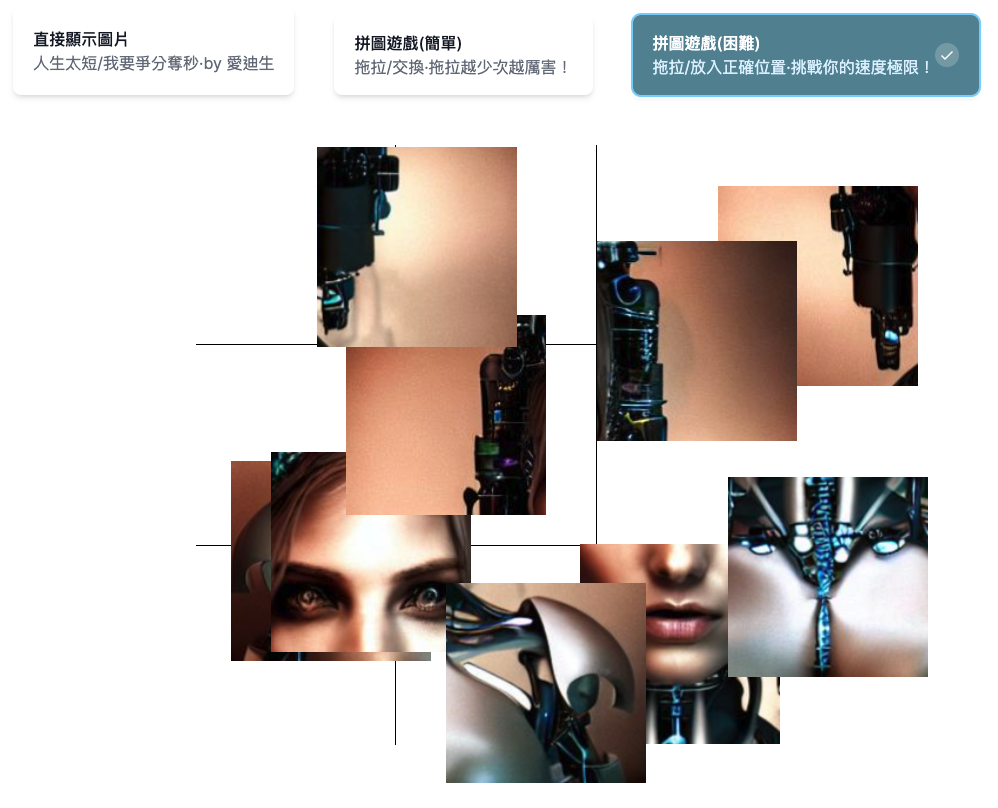 直接顯示圖片
人生太短/我要爭分奪秒·by 愛迪生
拼圖遊戲(簡單)
拖拉/交換·拖拉越少次越厲害！
拼圖遊戲(困難)
拖拉/放入正確位置·挑戰你的速度極限！